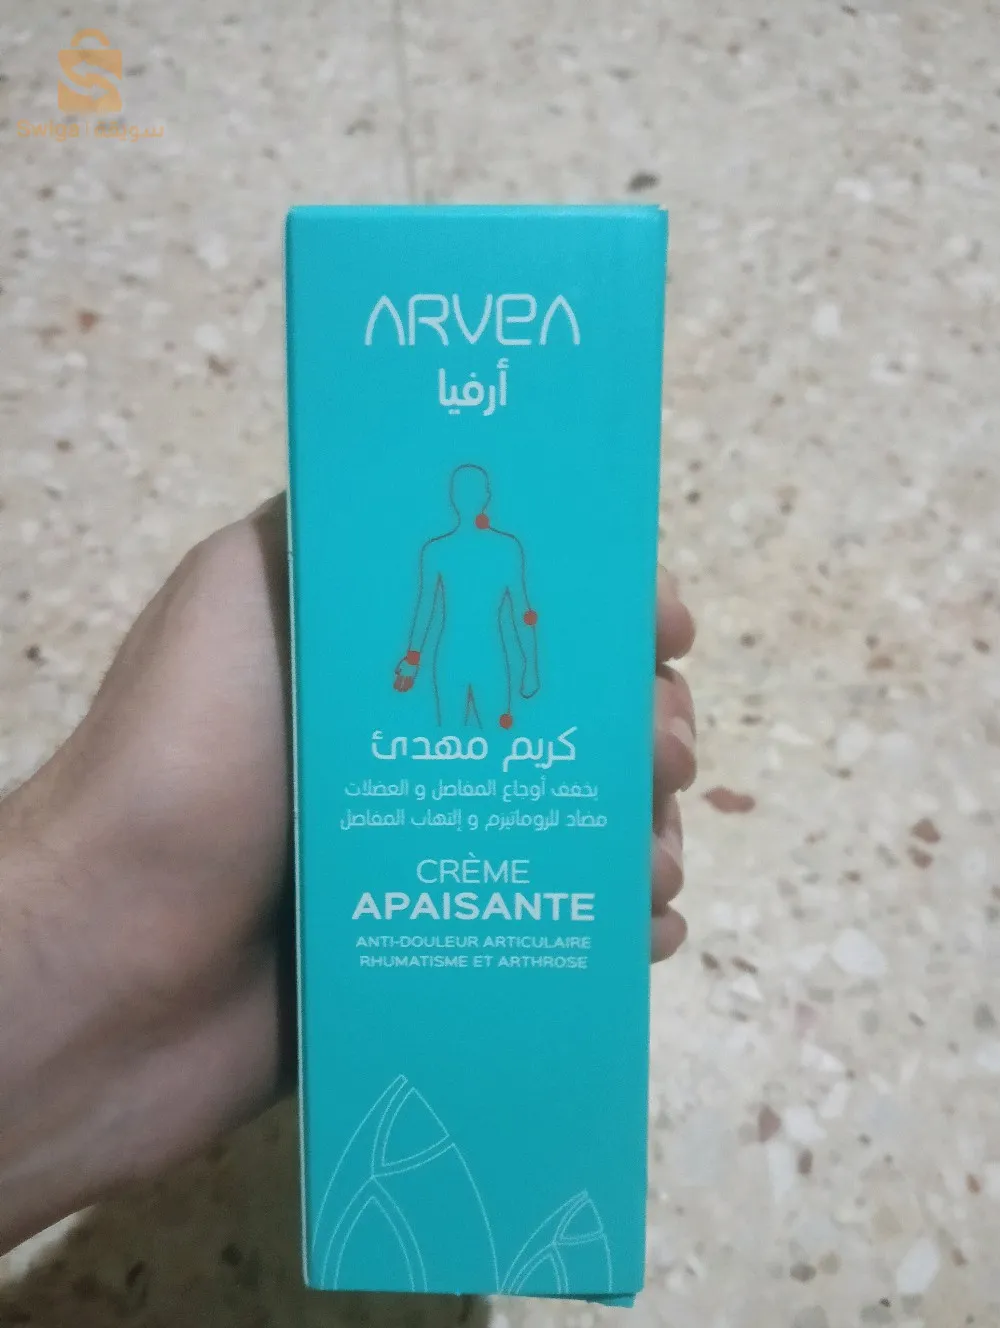 Swiga سويقة
ARVEA
أرفيا
كريم مهدئ
يخفف أوجاع المفاصل و العضلات
مضاد للروماتيزم و إلتهاب المفاصل
CRÈME
APAISANTE
ANTI-DOULEUR ARTICULAIRE
RHUMATISME ET ARTHROSE